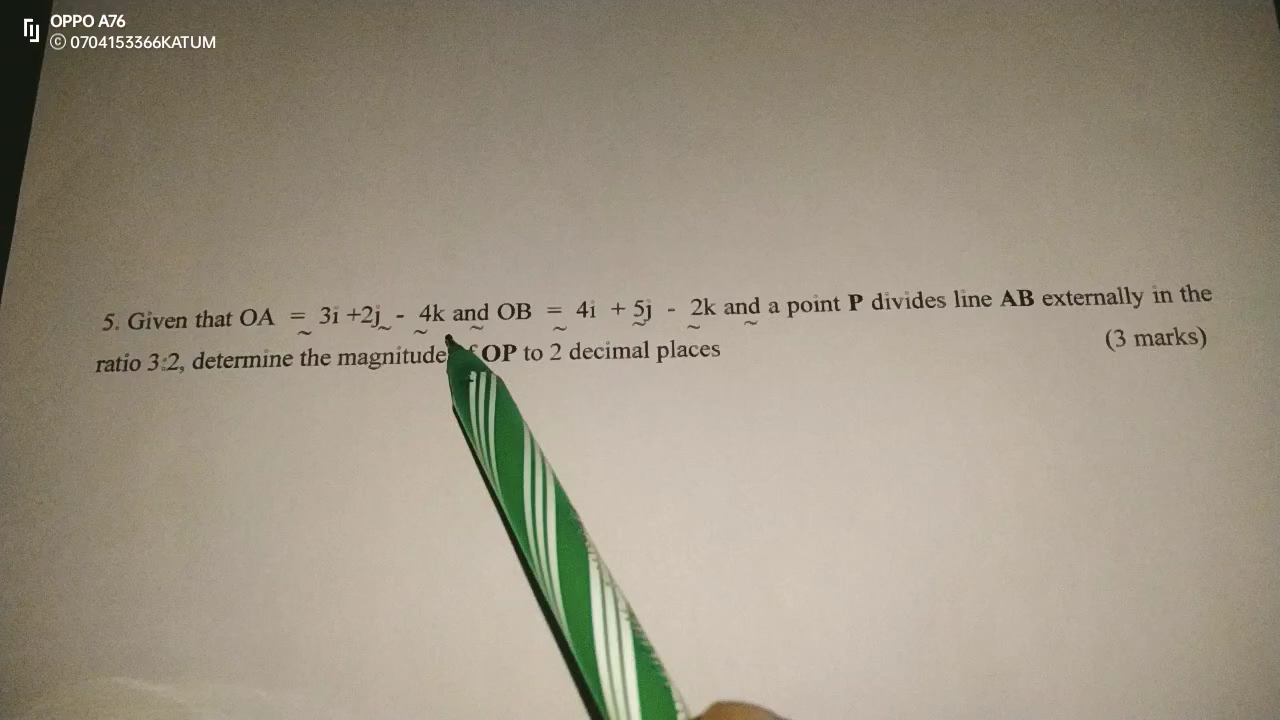 OPPO A76
© 0704153366KATUM
5. Given that OA = 3i +2j - 4k and OB = 4i + 5j - 2k and a point P divides line AB externally in the
ratio 3:2, determine the magnitude OP to 2 decimal places
(3 marks)